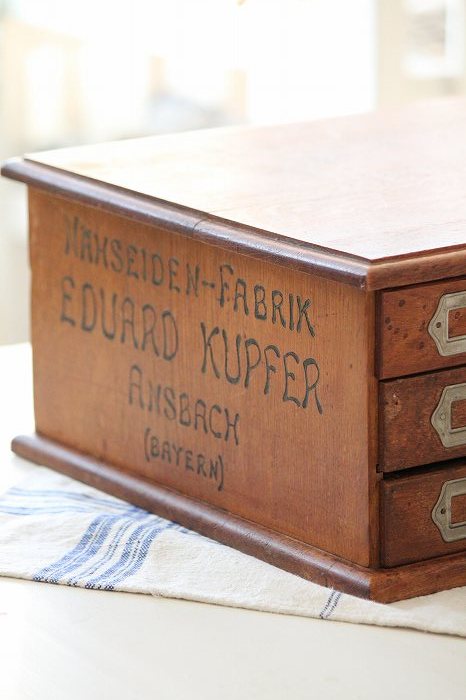 NÄHSEIDEN-FABRIK
EDUARD KUPFER
ANSBACH
(BAYERN)